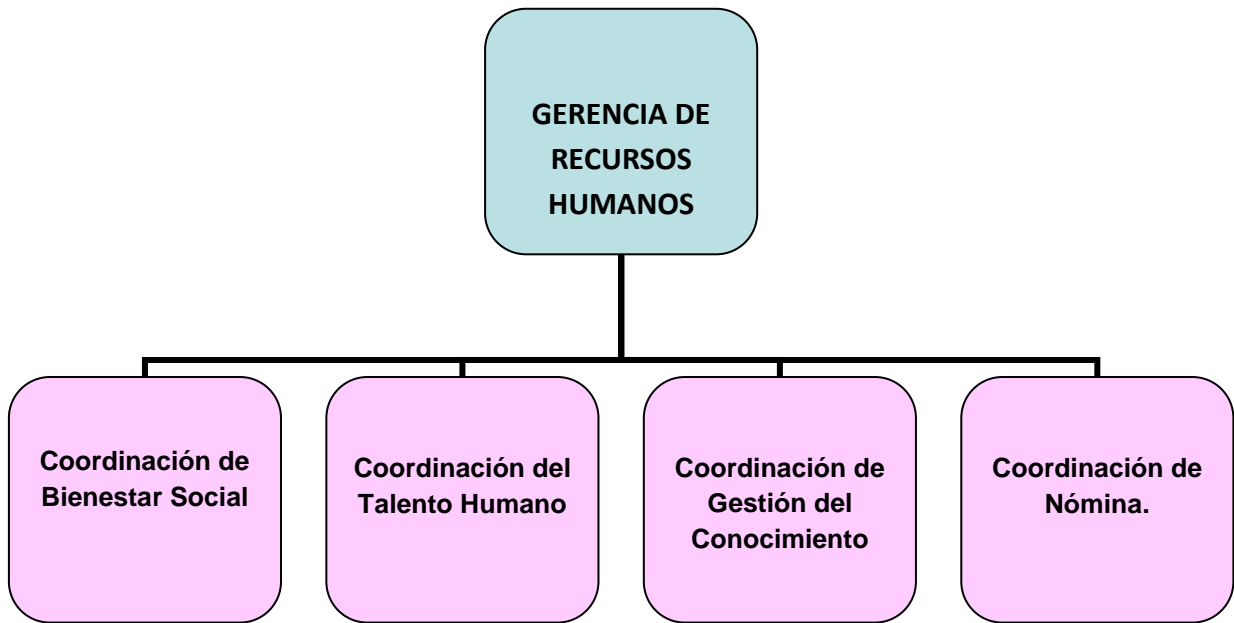 GERENCIA DE
RECURSOS
HUMANOS
Coordinación de
Bienestar Social
Coordinación del
Talento Humano
Coordinación de
Gestión del
Conocimiento
Coordinación de
Nómina.